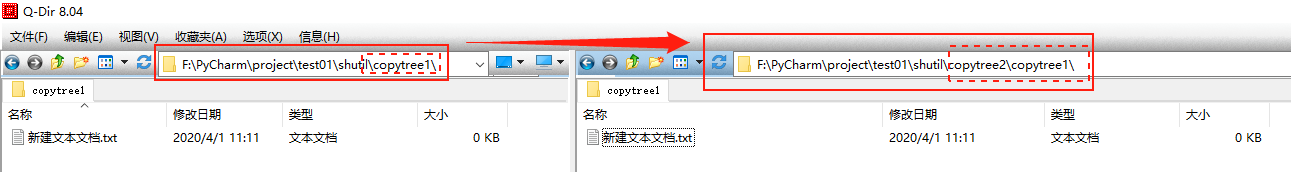 Q-Dir 8.04
文件(F) 编辑(E) 视图(V) 收藏夹(A) 选项(X) 信息(H)
F:\PyCharm\project\test01\shutil\copytree1\
copytree1
名称 修改日期 类型 大小
新建文本文档.txt 2020/4/1 11:11 文本文档 0 KB
F:\PyCharm\project\test01\shutil\copytree2\copytree1\
copytree1
名称 修改日期 类型 大小
新建文本文档.txt 2020/4/1 11:11 文本文档 0 KB